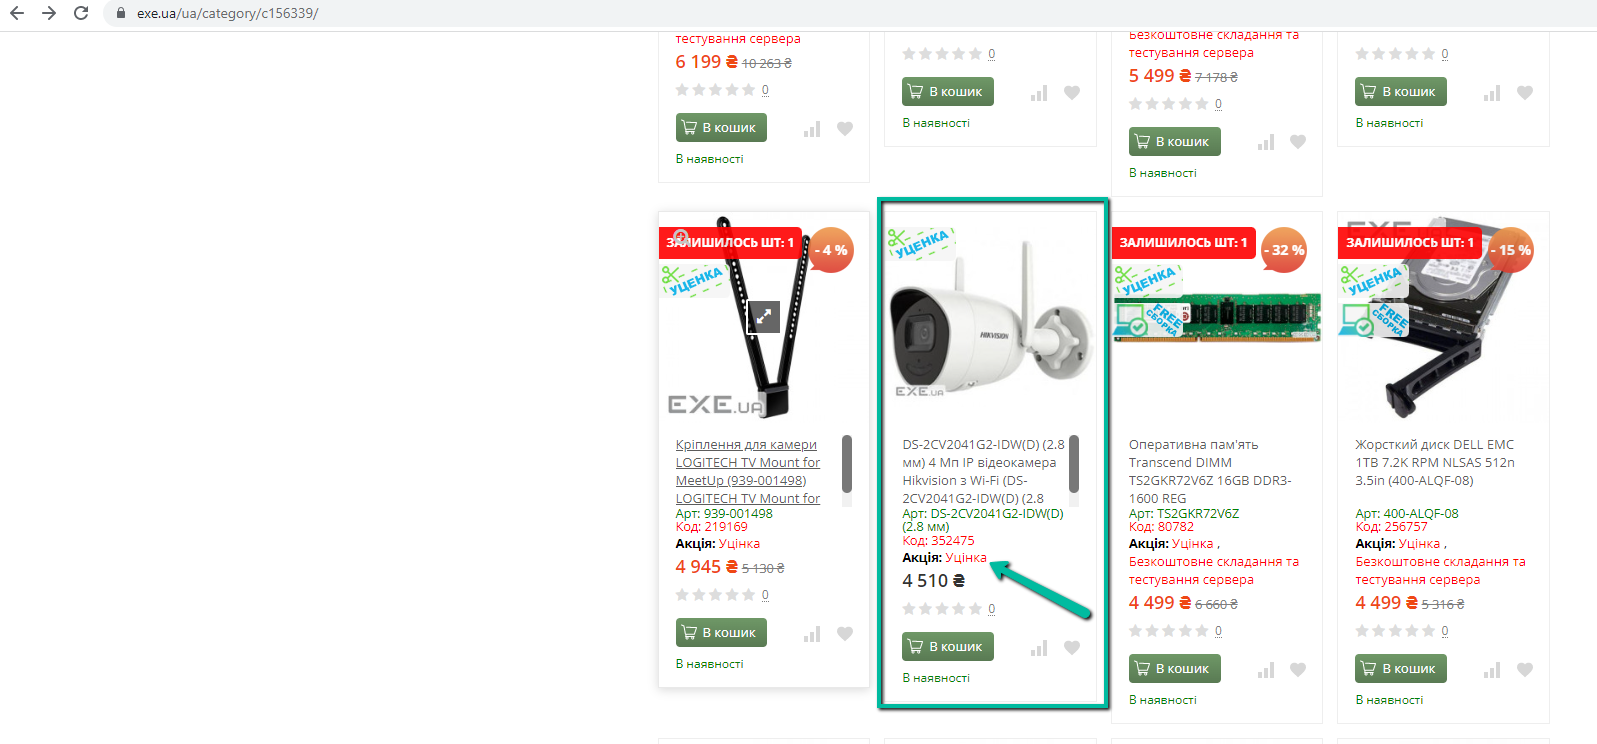 exe.ua/ua/category/c156339/
тестування сервера
6 199 ₴ 10 263 ₴
0
В кошик
В наявності
0
В кошик
В наявності
Безкоштовне складання та
тестування сервера
5 499 ₴ 7 178 ₴
0
В кошик
В наявності
0
В кошик
В наявності
ЗАЛИШИЛОСЬ ШТ: 1
- 4 %
УЦЕНКА
EXE.UA
Кріплення для камери
LOGITECH TV Mount for
MeetUp (939-001498)
LOGITECH TV Mount for
Арт: 939-001498
Код: 219169
Акція: Уцінка
4 945 ₴ 5 130 ₴
0
В кошик
В наявності
УЦЕНКА
HIKVISION
EXE.UA
DS-2CV2041G2-IDW(D) (2.8
мм) 4 Мп IP відеокамера
Hikvision з Wi-Fi (DS-
2CV2041G2-IDW(D) (2.8
Арт: DS-2CV2041G2-IDW(D)
(2.8 мм)
Код: 352475
Акція: Уцінка
4 510 ₴
0
В кошик
В наявності
ЗАЛИШИЛОСЬ ШТ: 1
- 32 %
УЦЕНКА
FREE
СБОРКА
Оперативна пам'ять
Transcend DIMM
TS2GKR72V6Z 16GB DDR3-
1600 REG
Арт: TS2GKR72V6Z
Код: 80782
Акція: Уцінка ,
Безкоштовне складання та
тестування сервера
4 499 ₴ 6 660 ₴
0
В кошик
В наявності
EXE.UA
ЗАЛИШИЛОСЬ ШТ: 1
- 15 %
УЦЕНКА
FREE
СБОРКА
Жорсткий диск DELL EMC
1TB 7.2K RPM NLSAS 512n
3.5in (400-ALQF-08)
Арт: 400-ALQF-08
Код: 256757
Акція: Уцінка ,
Безкоштовне складання та
тестування сервера
4 499 ₴ 5 316 ₴
0
В кошик
В наявності